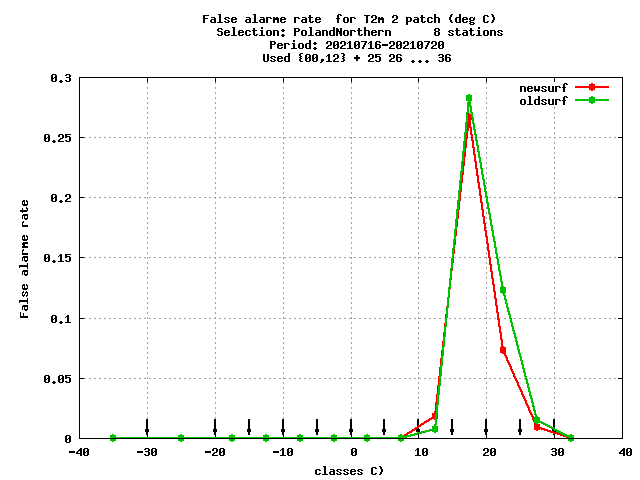 False alarme rate  for T2m 2 patch (deg C)
Selection: PolandNorthern      8 stations
Period: 20210716-20210720
Used {00,12} + 25 26 ... 36
newsurf
oldsurf
0.3
0.25
0.2
0.15
0.1
0.05
0
False alarme rate
-40 -30 -20 -10 0 10 20 30 40
classes C)